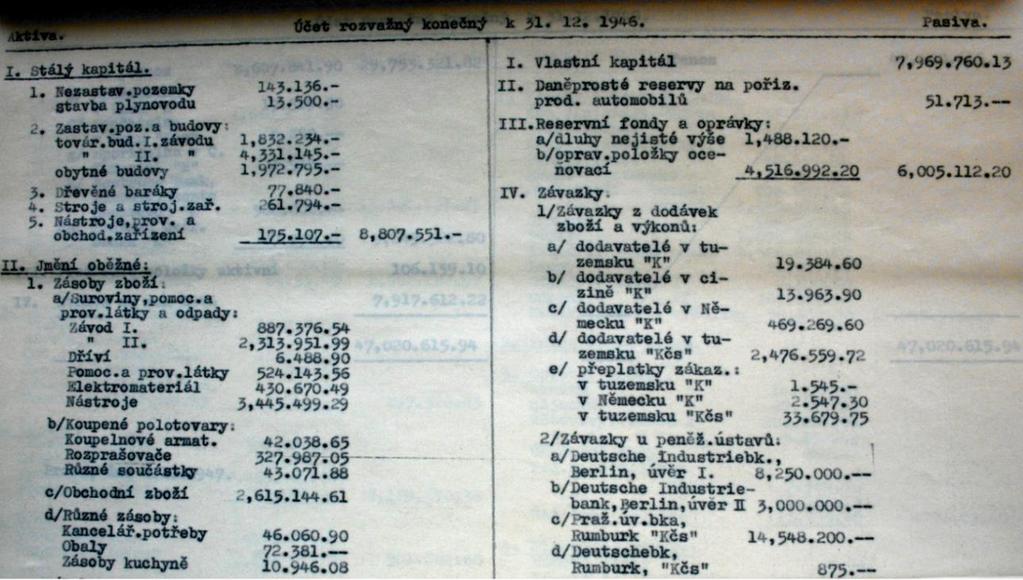 Aktiva. Účet rozvažný konečný k 31. 12. 1946. Pasiva.
I. Stálý kapitál.
1. Nezastav.pozemky 143.136.-
stavba plynovodu 13.500.-
2. Zastav.poz.a budovy:
továr.bud.I.závodu 1,832.234.-
" II. " 4,331.145.-
obytné budovy 1,972.795.-
3. Dřevěné baráky 77.840.-
4. Stroje a stroj.zař. 261.794.-
5. Nástroje,prov. a
obchod.zařízení 175.107.- 8,807.551.-
II. Jmění oběžné:
1. Zásoby zboží:
a/Suroviny,pomoc.a
prov.látky a odpady:
Závod I. 887.376.54
" II. 2,313.951.99
Dříví 6.488.90
Pomoc.a prov.látky 524.143.56
Elektromateriál 430.670.49
Nástroje 3,445.499.29
b/Koupené polotovary:
Koupelnové armat. 42.038.65
Rozprašovače 327.987.05
Různé součástky 43.071.88
c/Obchodní zboží 2,615.144.61
d/Různé zásoby:
Kancelář.potřeby 46.060.90
Obaly 72.381.--
Zásoby kuchyně 10.946.08
I. Vlastní kapitál 7,969.760.13
II. Daněprosté reservy na poříz.
prod. automobilů 51.713.--
III.Reservní fondy a oprávky:
a/dluhy nejisté výše 1,488.120.-
b/oprav.položky oce-
ňovací 4,516.992.20 6,005.112.20
IV. Závazky:
1/Závazky z dodávek
zboží a výkonů:
a/ dodavatelé v tu-
zemsku "K" 19.384.60
b/ dodavatelé v ci-
zině "K" 13.963.90
c/ dodavatelé v Ně-
mecku "K" 469.269.60
d/ dodavatelé v tu-
zemsku "Kčs" 2,476.559.72
e/ přeplatky zákaz.:
v tuzemsku "K" 1.545.-
v Německu "K" 2.547.30
v tuzemsku "Kčs" 33.679.75
2/Závazky u peněž.ústavů:
a/Deutsche Industriebk.,
Berlin, úvěr I. 8,250.000.--
b/Deutsche Industrie-
bank,Berlin,úvěr II 3,000.000.--
c/Praž.úv.bka,
Rumburk "Kčs" 14,548.200.--
d/Deutschebk,
Rumburk, "Kčs" 875.--